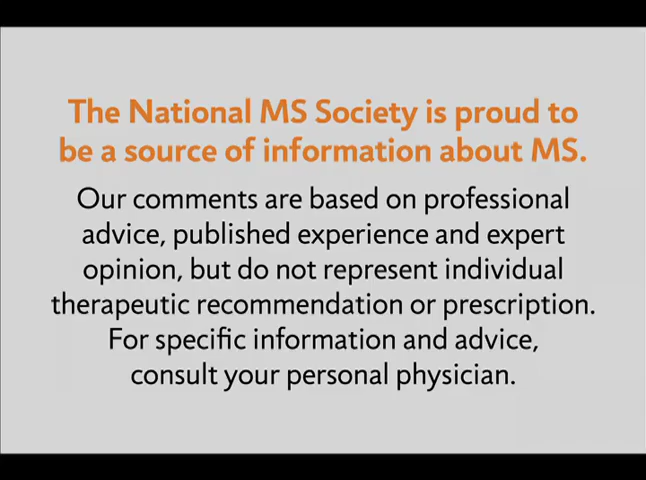 The National MS Society is proud to
be a source of information about MS.
Our comments are based on professional
advice, published experience and expert
opinion, but do not represent individual
therapeutic recommendation or prescription.
For specific information and advice,
consult your personal physician.